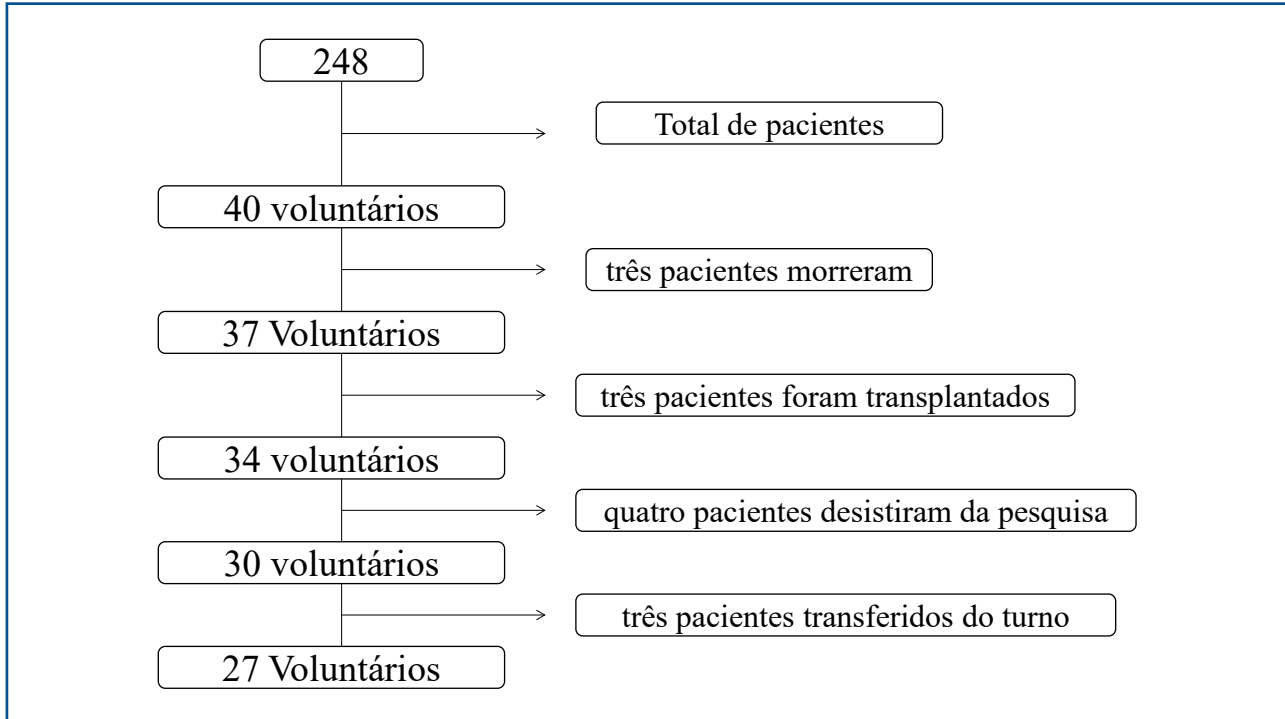 248
Total de pacientes
40 voluntários
três pacientes morreram
37 Voluntários
três pacientes foram transplantados
34 voluntários
quatro pacientes desistiram da pesquisa
30 voluntários
três pacientes transferidos do turno
27 Voluntários